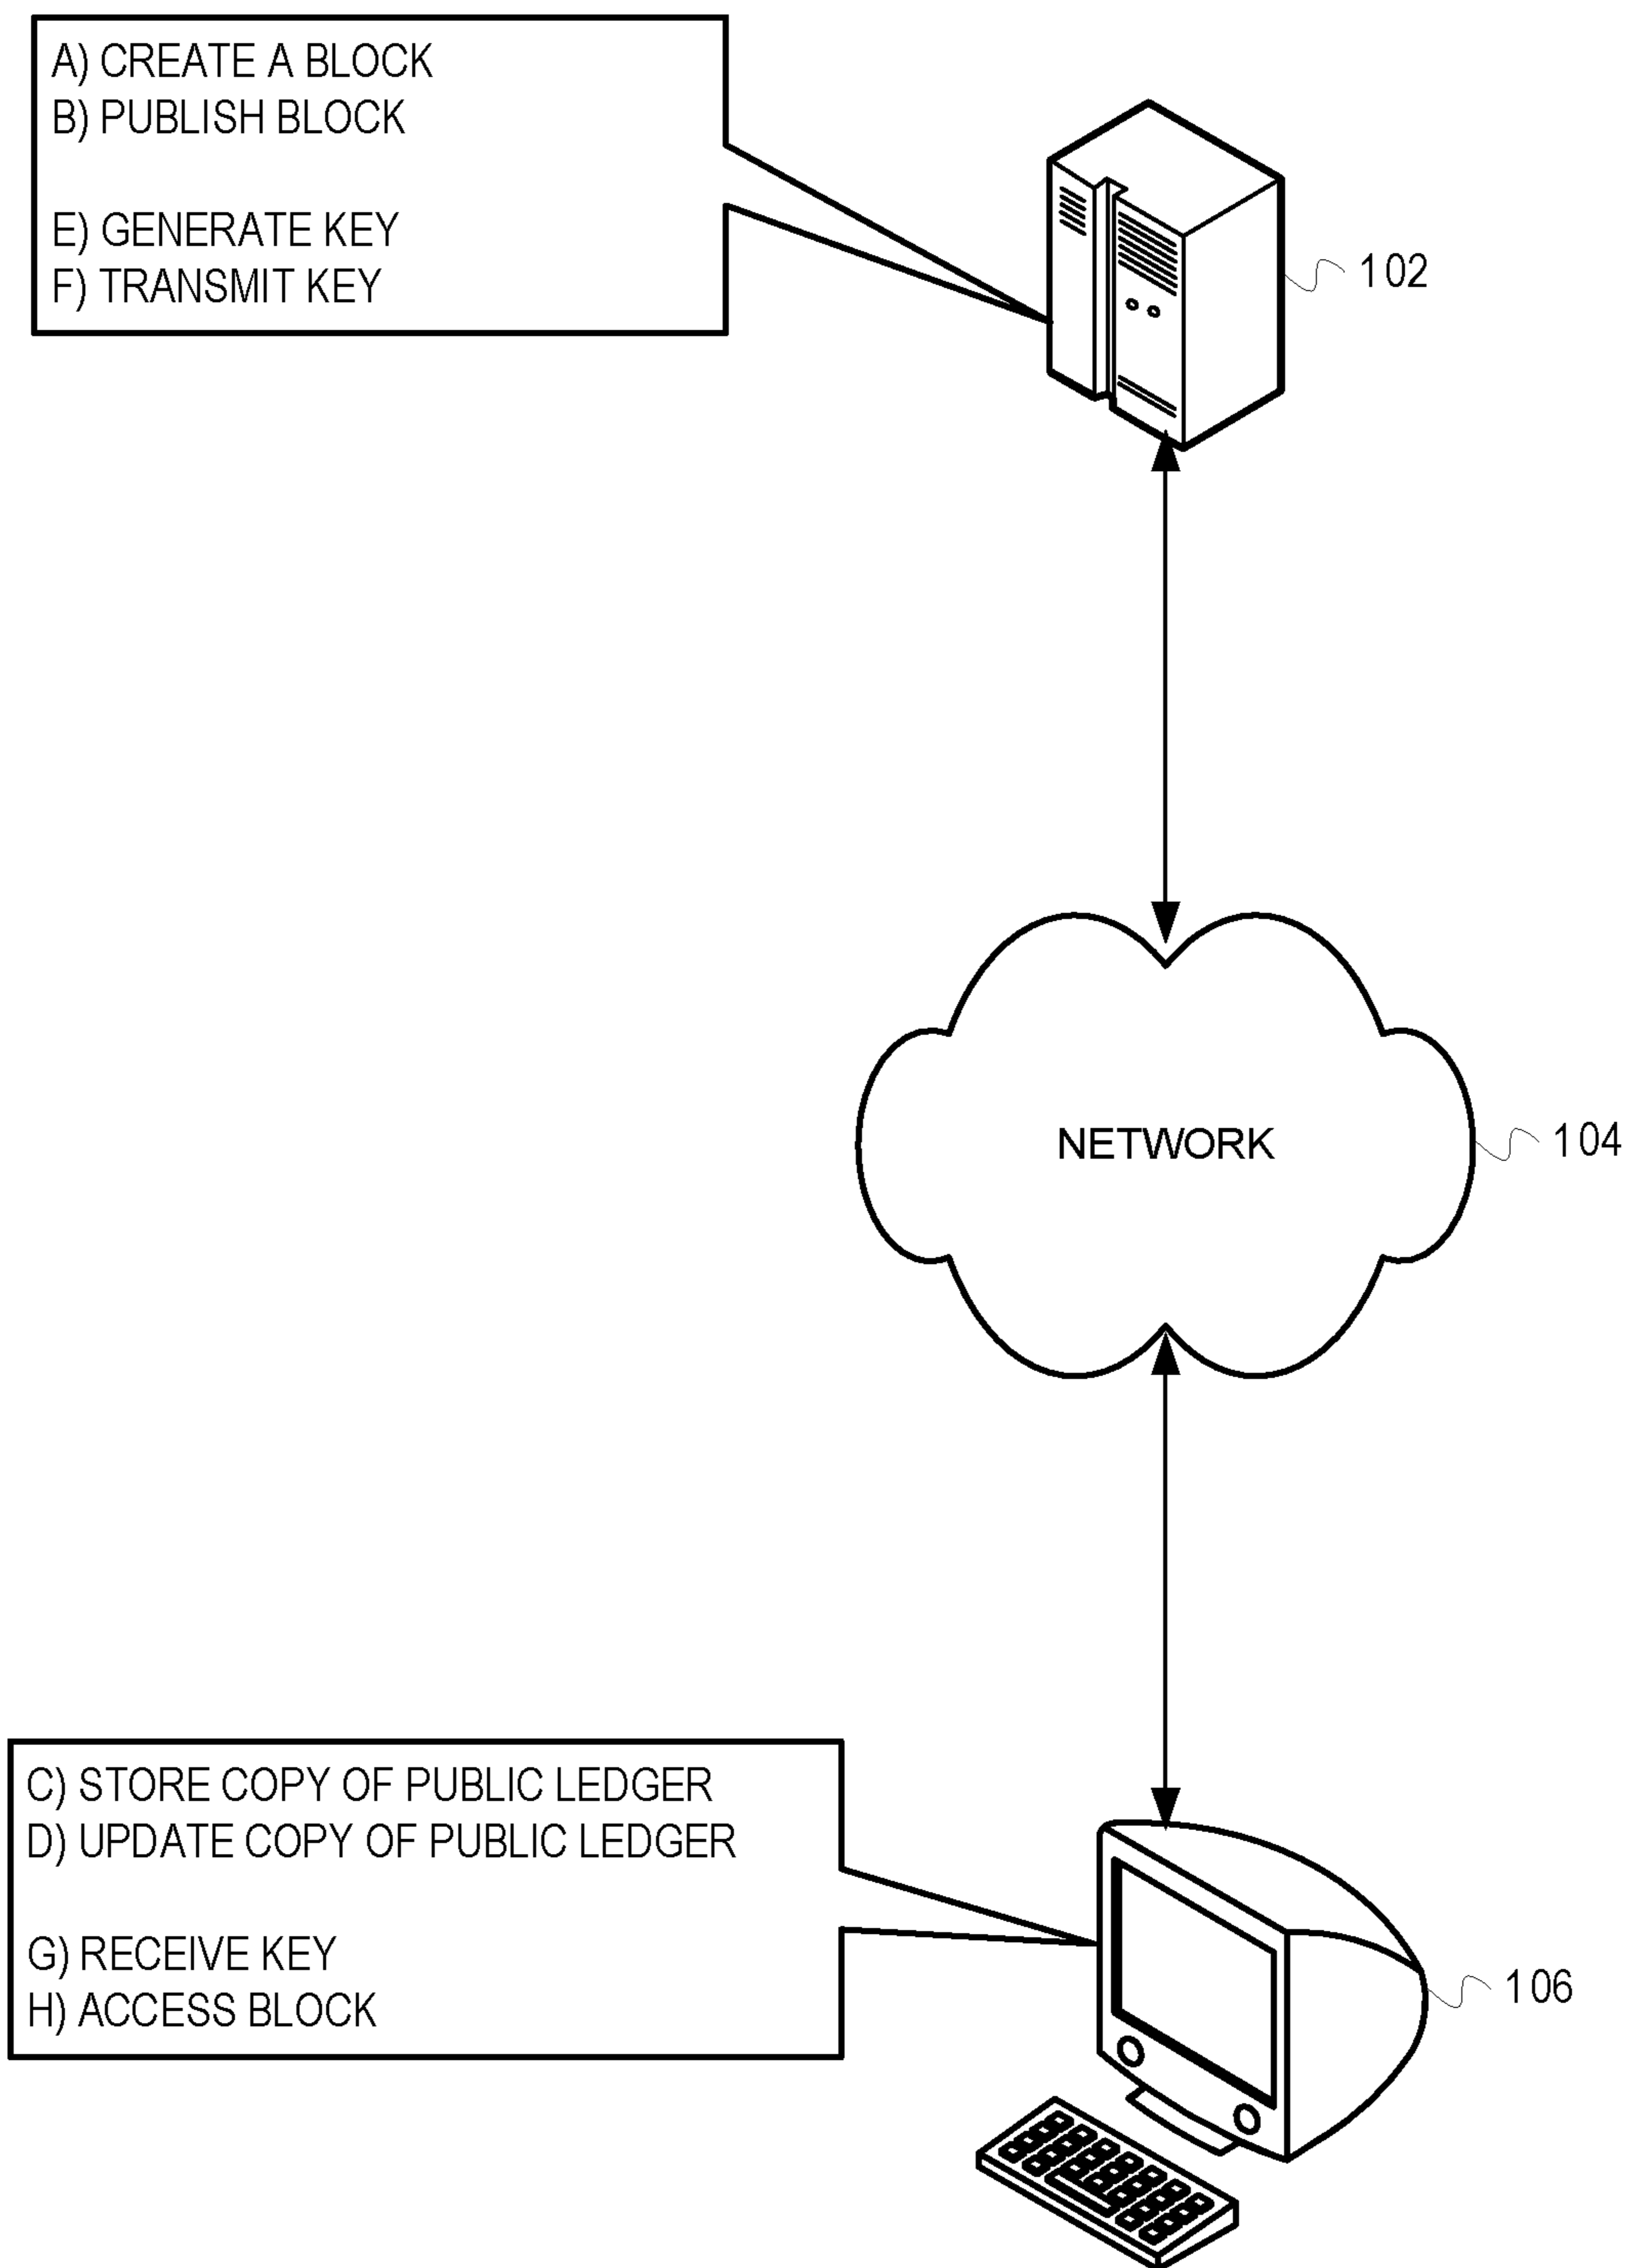 A) CREATE A BLOCK
B) PUBLISH BLOCK
E) GENERATE KEY
F) TRANSMIT KEY
102
NETWORK
104
C) STORE COPY OF PUBLIC LEDGER
D) UPDATE COPY OF PUBLIC LEDGER
G) RECEIVE KEY
H) ACCESS BLOCK
106